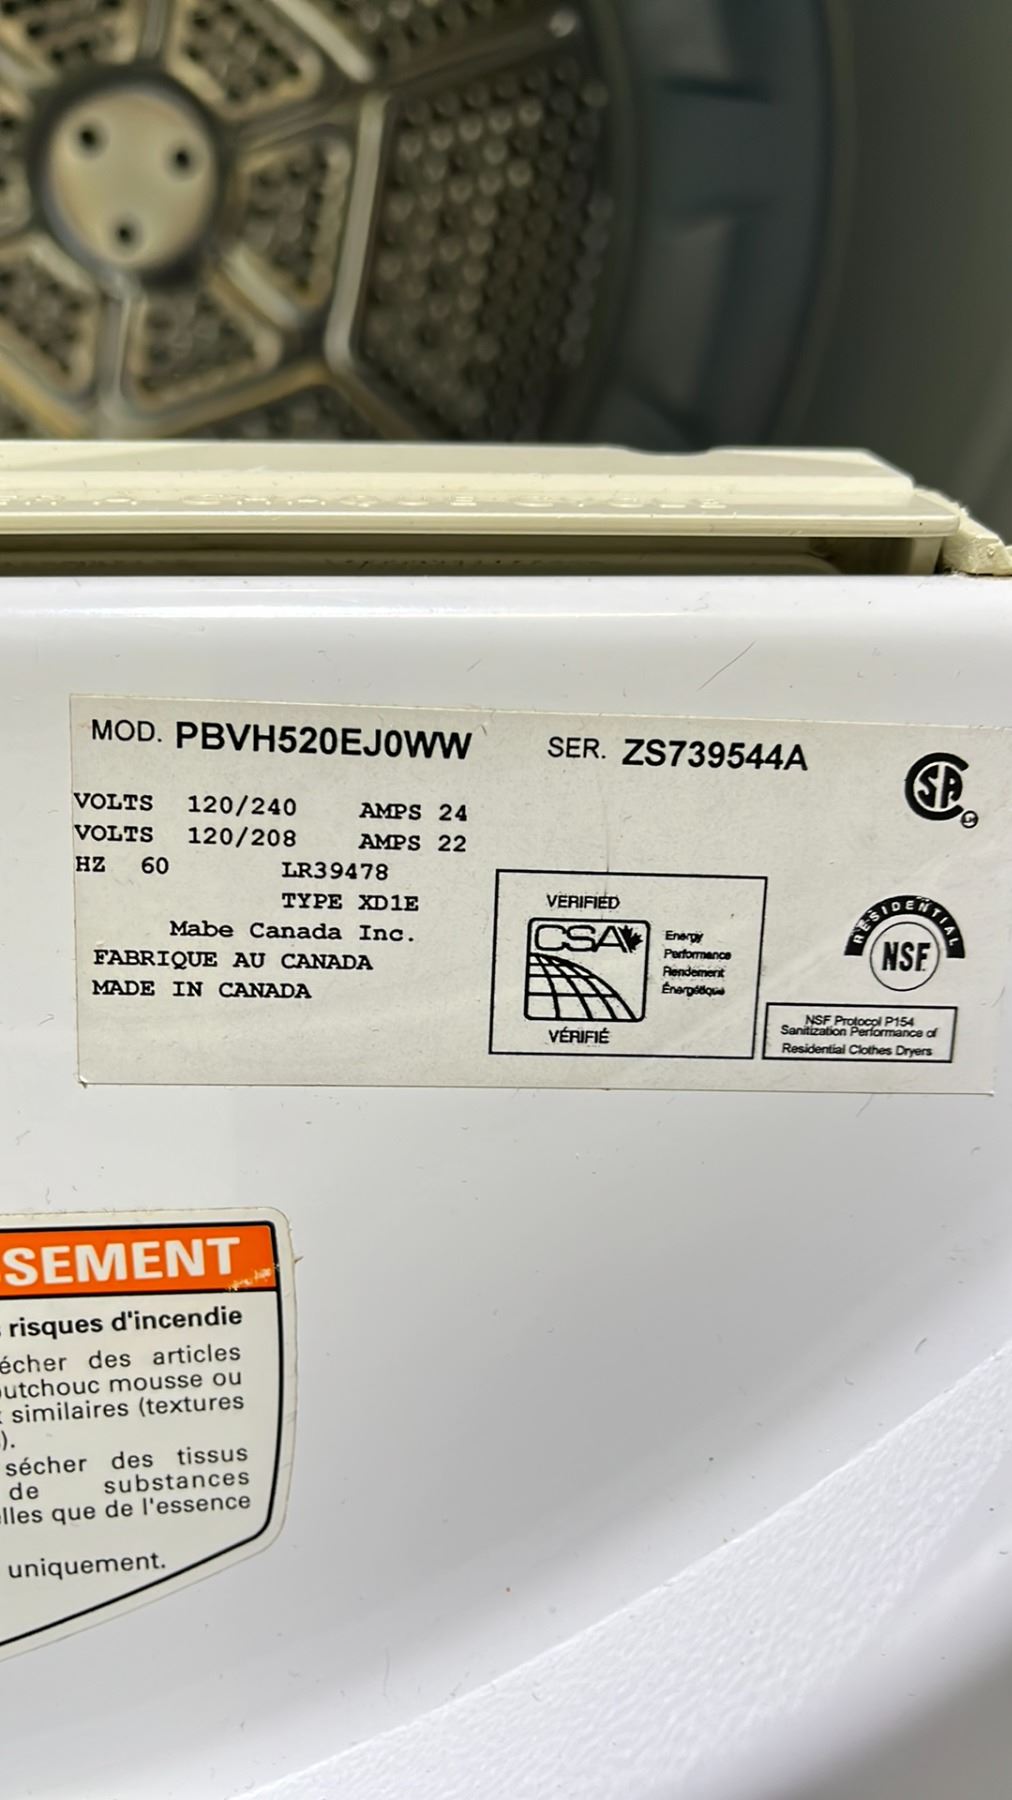 MOD. PBVH520EJ0WW SER. ZS739544A
VOLTS 120/240 AMPS 24
VOLTS 120/208 AMPS 22
HZ 60 LR39478
TYPE XD1E
Mabe Canada Inc.
FABRIQUE AU CANADA
MADE IN CANADA
VERIFIED
CSA
Energy
Performance
Rendement
Énergétique
VÉRIFIÉ
RESIDENTIAL
NSF
NSF Protocol P154
Sanitization Performance of
Residential Clothes Dryers
SEMENT
risques d'incendie
écher des articles
outchouc mousse ou
similaires (textures
).
sécher des tissus
de substances
elles que de l'essence
uniquement.